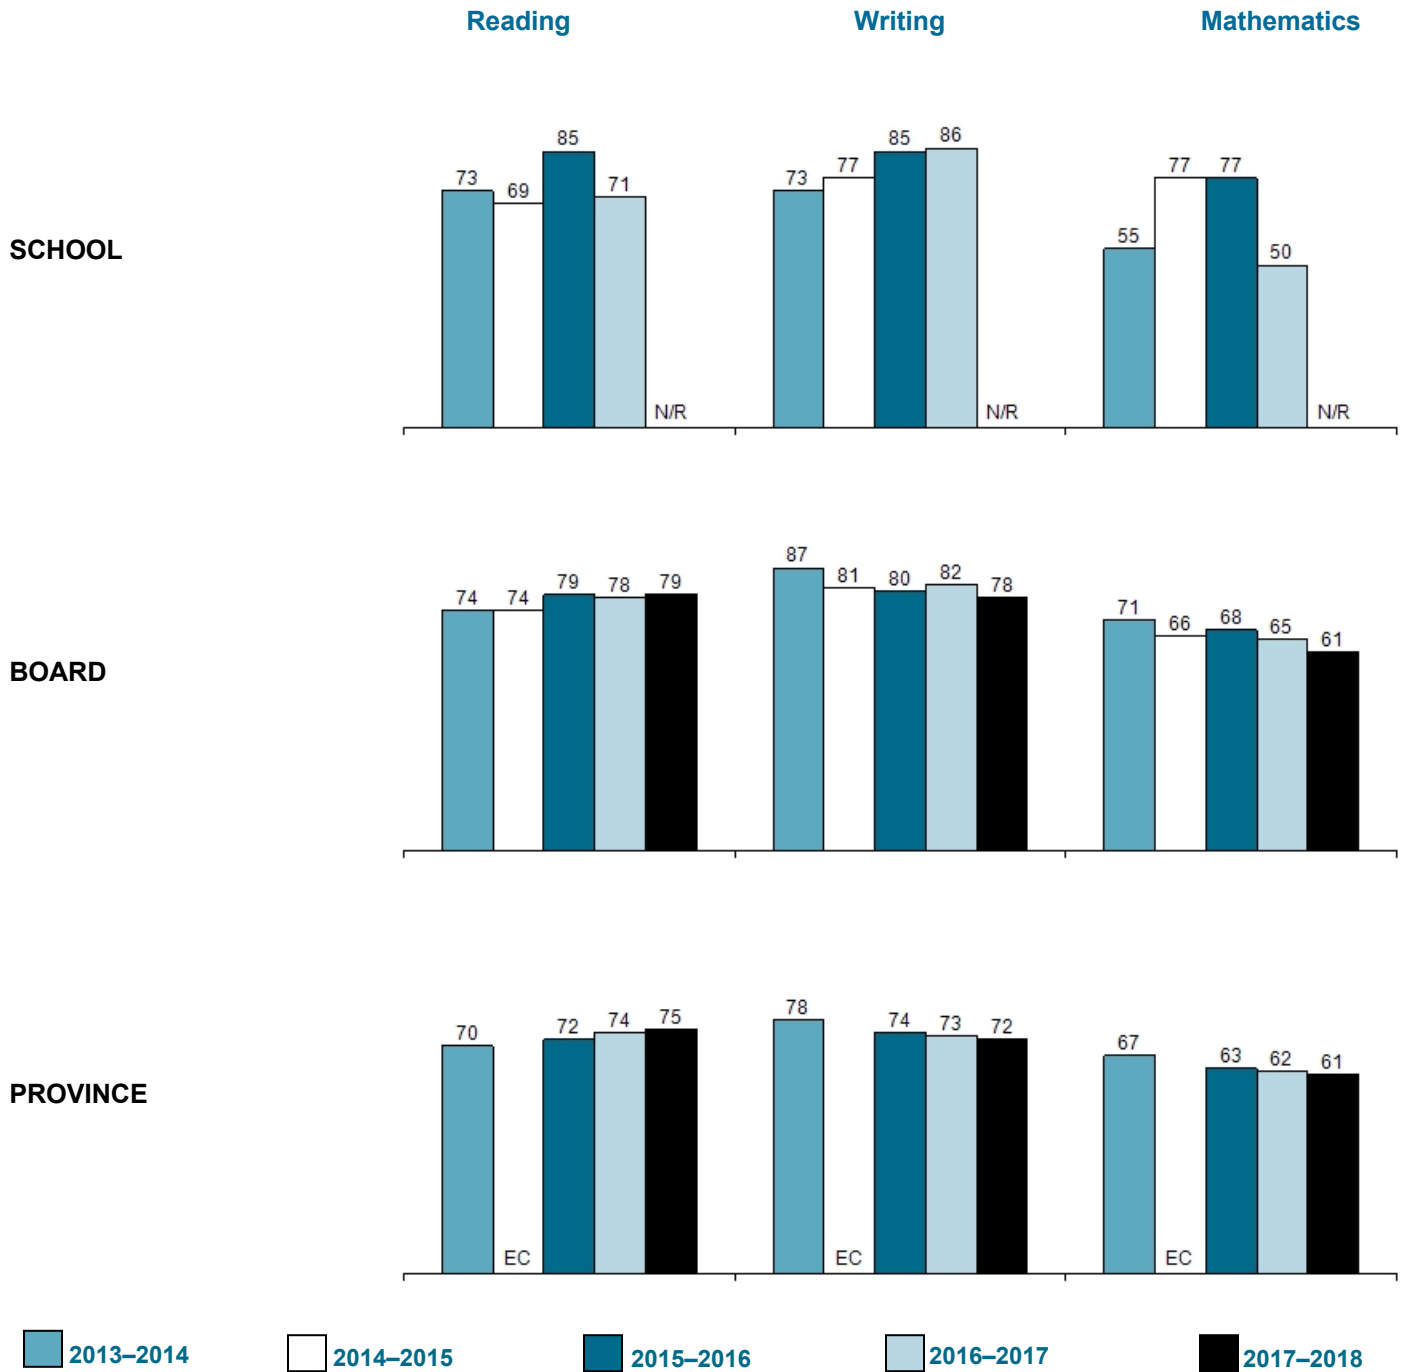 Reading Writing Mathematics
85 85 86
73 69 71 73 77 77 77
SCHOOL 55 50
N/R N/R N/R
87
74 74 79 78 79 81 80 82 78
71 66 68 65 61
BOARD
78
70 72 74 75 74 73 72
67 63 62 61
PROVINCE
EC EC EC
2013–2014 2014–2015 2015–2016 2016–2017 2017–2018